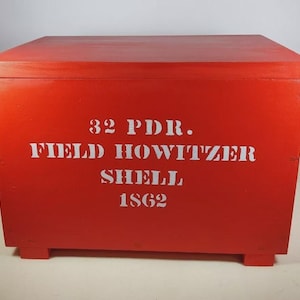 32 PDR.
FIELD HOWITZER
SHELL
1862